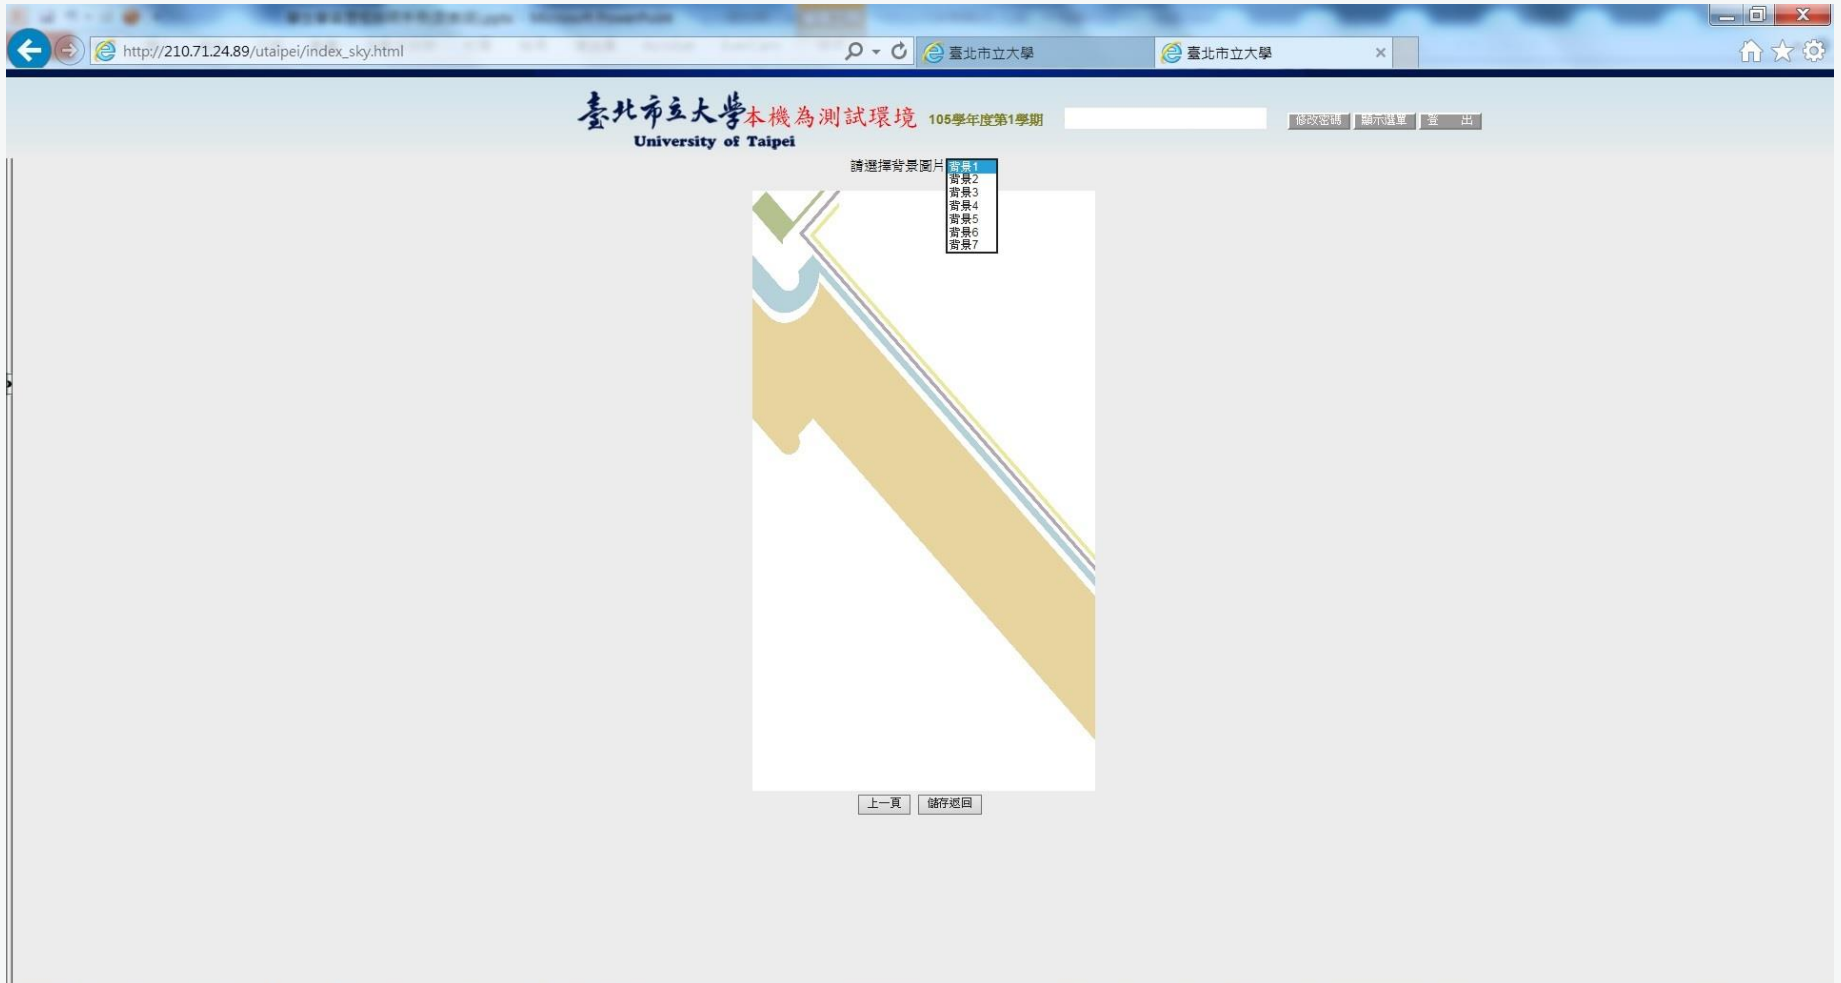 http://210.71.24.89/utaipei/index_sky.html
臺北市立大學
臺北市立大學
臺北市立大學 本機為測試環境 105學年度第1學期
University of Taipei
修改密碼 顯示選單 登 出
請選擇背景圖片 背景1
背景2
背景3
背景4
背景5
背景6
背景7
上一頁 儲存返回